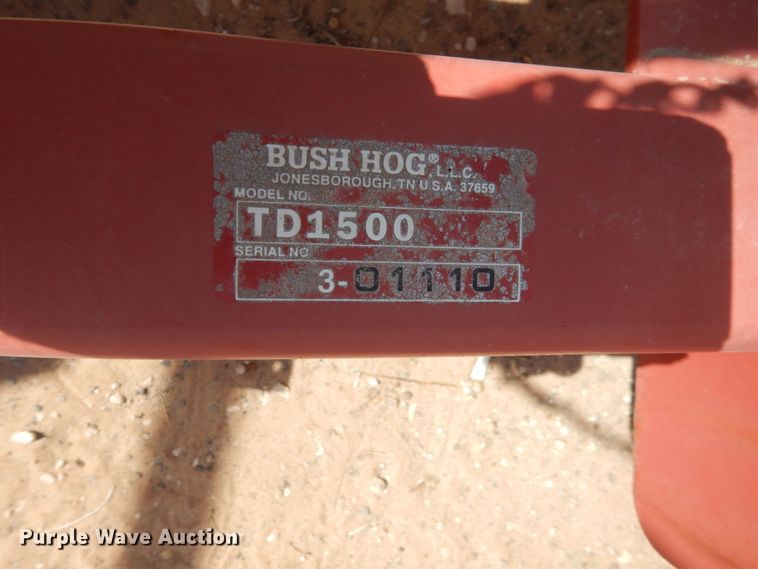 BUSH HOG®, L.L.C.
JONESBOROUGH, TN U.S.A. 37659
MODEL NO.
TD1500
SERIAL NO
3-01110
Purple Wave Auction